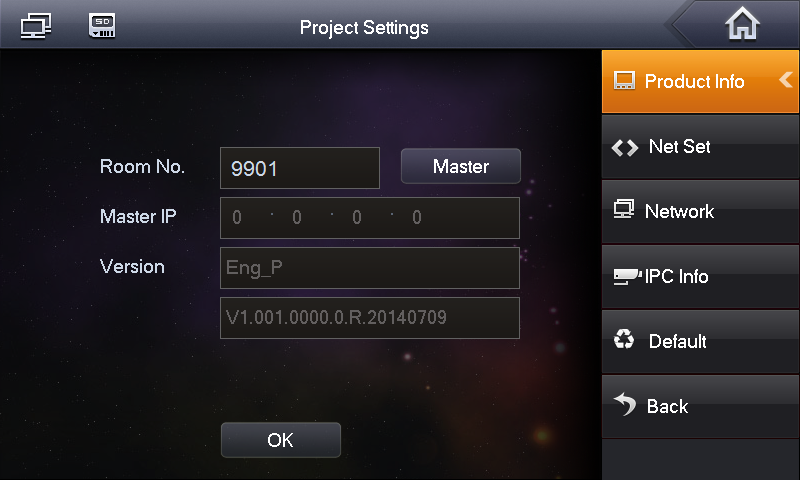 SD
Project Settings
Room No. 9901 Master
Master IP 0 . 0 . 0 . 0
Version Eng_P
V1.001.0000.0.R.20140709
OK
Product Info
Net Set
Network
IPC Info
Default
Back